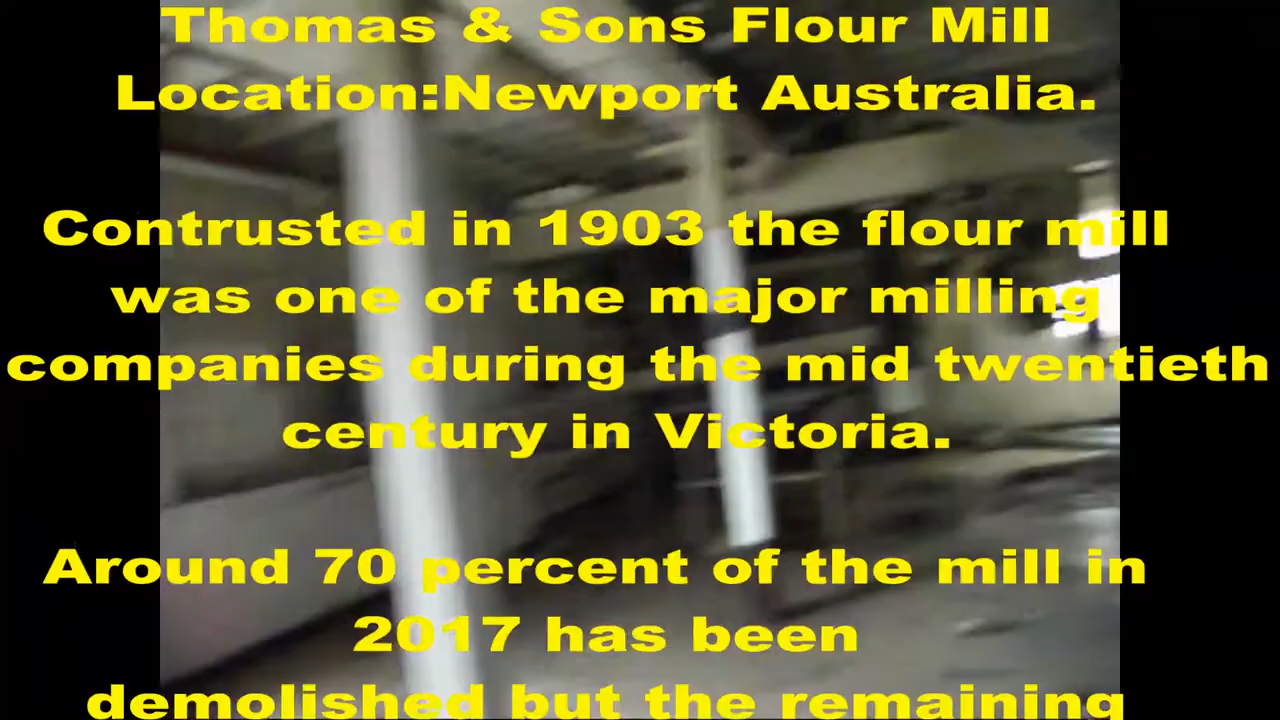 Thomas & Sons Flour Mill
Location:Newport Australia.
Contrusted in 1903 the flour mill
was one of the major milling
companies during the mid twentieth
century in Victoria.
Around 70 percent of the mill in
2017 has been
demolished but the remaining